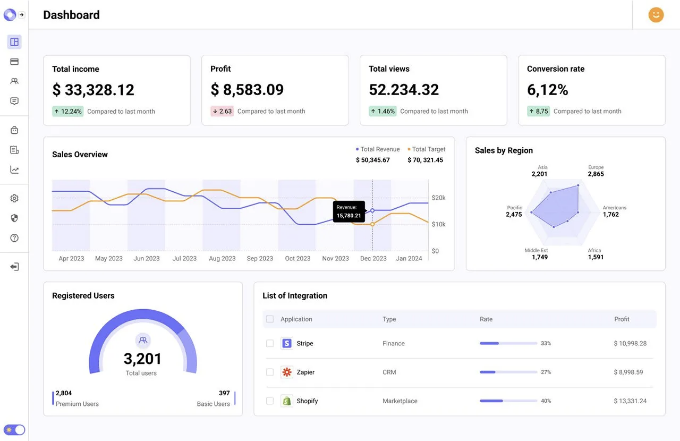 Dashboard
Total income
$ 33,328.12
12.24% Compared to last month
Profit
$ 8,583.09
2.63 Compared to last month
Total views
52.234.32
1.46% Compared to last month
Conversion rate
6,12%
8.75 Compared to last month
Sales Overview
Total Revenue
$ 50,345.67
Total Target
$ 70, 321.45
$20k
$10k
$0
Revenue:
15,780.21
Apr 2023 May 2023 Jun 2023 Jul 2023 Aug 2023 Sep 2023 Oct 2023 Nov 2023 Dec 2023 Jan 2024
Sales by Region
Asia
2,201
Europe
2,865
Pacific
2,475
Americans
1,762
Middle-Est
1,749
Africa
1,591
Registered Users
3,201
Total users
2,804
Premium Users
397
Basic Users
List of Integration
Application Type Rate Profit
Stripe Finance 33% $ 10,998.28
Zapier CRM 27% $ 8,998.59
Shopify Marketplace 40% $ 13,331.24